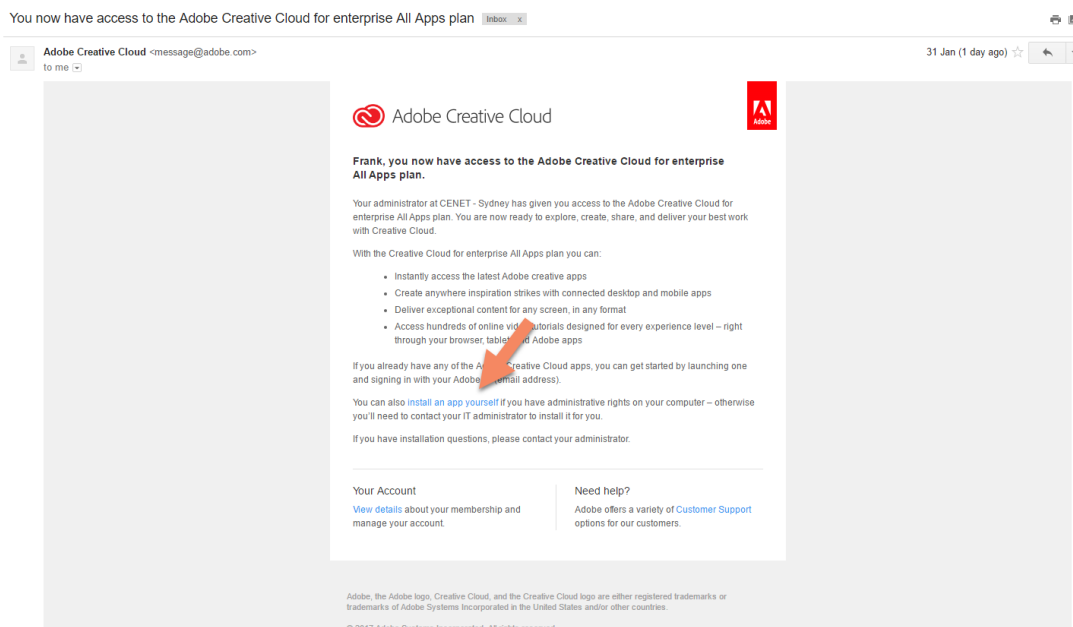 You now have access to the Adobe Creative Cloud for enterprise All Apps plan Inbox x
Adobe Creative Cloud <message@adobe.com> 31 Jan (1 day ago)
to me
Adobe Creative Cloud
Adobe
Frank, you now have access to the Adobe Creative Cloud for enterprise
All Apps plan.
Your administrator at CENET - Sydney has given you access to the Adobe Creative Cloud for
enterprise All Apps plan. You are now ready to explore, create, share, and deliver your best work
with Creative Cloud.
With the Creative Cloud for enterprise All Apps plan you can:
• Instantly access the latest Adobe creative apps
• Create anywhere inspiration strikes with connected desktop and mobile apps
• Deliver exceptional content for any screen, in any format
• Access hundreds of online video tutorials designed for every experience level – right
through your browser, tablet Adobe apps
If you already have any of the Creative Cloud apps, you can get started by launching one
and signing in with your Adobe email address).
You can also install an app yourself if you have administrative rights on your computer – otherwise
you'll need to contact your IT administrator to install it for you.
If you have installation questions, please contact your administrator.
Your Account
View details about your membership and
manage your account.
Need help?
Adobe offers a variety of Customer Support
options for our customers.
Adobe, the Adobe logo, Creative Cloud, and the Creative Cloud logo are either registered trademarks or
trademarks of Adobe Systems Incorporated in the United States and/or other countries.
© 2017 Adobe Systems Incorporated. All rights reserved.